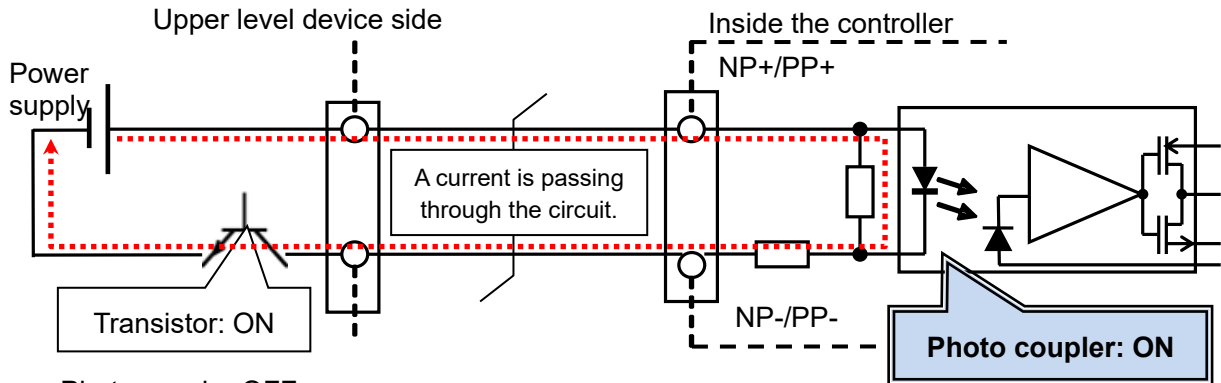 Upper level device side
Inside the controller
NP+/PP+
Power
supply
A current is passing
through the circuit.
Transistor: ON
NP-/PP-
Photo coupler: ON